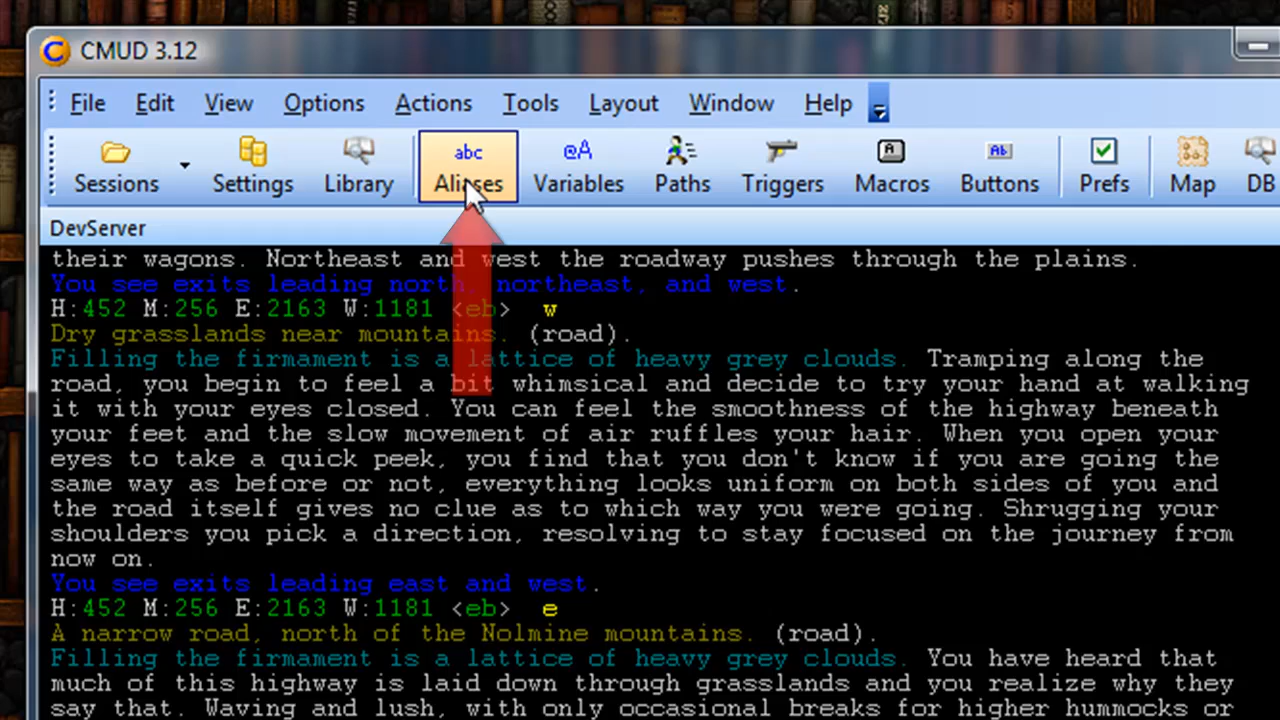 CMUD 3.12
File Edit View Options Actions Tools Layout Window Help
abc @A A Ab
Sessions Settings Library Aliases Variables Paths Triggers Macros Buttons Prefs Map DB
DevServer
their wagons. Northeast and west the roadway pushes through the plains.
You see exits leading north, northeast, and west.
H:452 M:256 E:2163 W:1181 <eb> w
Dry grasslands near mountains. (road).
Filling the firmament is a lattice of heavy grey clouds. Tramping along the
road, you begin to feel a bit whimsical and decide to try your hand at walking
it with your eyes closed. You can feel the smoothness of the highway beneath
your feet and the slow movement of air ruffles your hair. When you open your
eyes to take a quick peek, you find that you don't know if you are going the
same way as before or not, everything looks uniform on both sides of you and
the road itself gives no clue as to which way you were going. Shrugging your
shoulders you pick a direction, resolving to stay focused on the journey from
now on.
You see exits leading east and west.
H:452 M:256 E:2163 W:1181 <eb> e
A narrow road, north of the Nolmine mountains. (road).
Filling the firmament is a lattice of heavy grey clouds. You have heard that
much of this highway is laid down through grasslands and you realize why they
say that. Waving and lush, with only occasional breaks for higher hummocks or